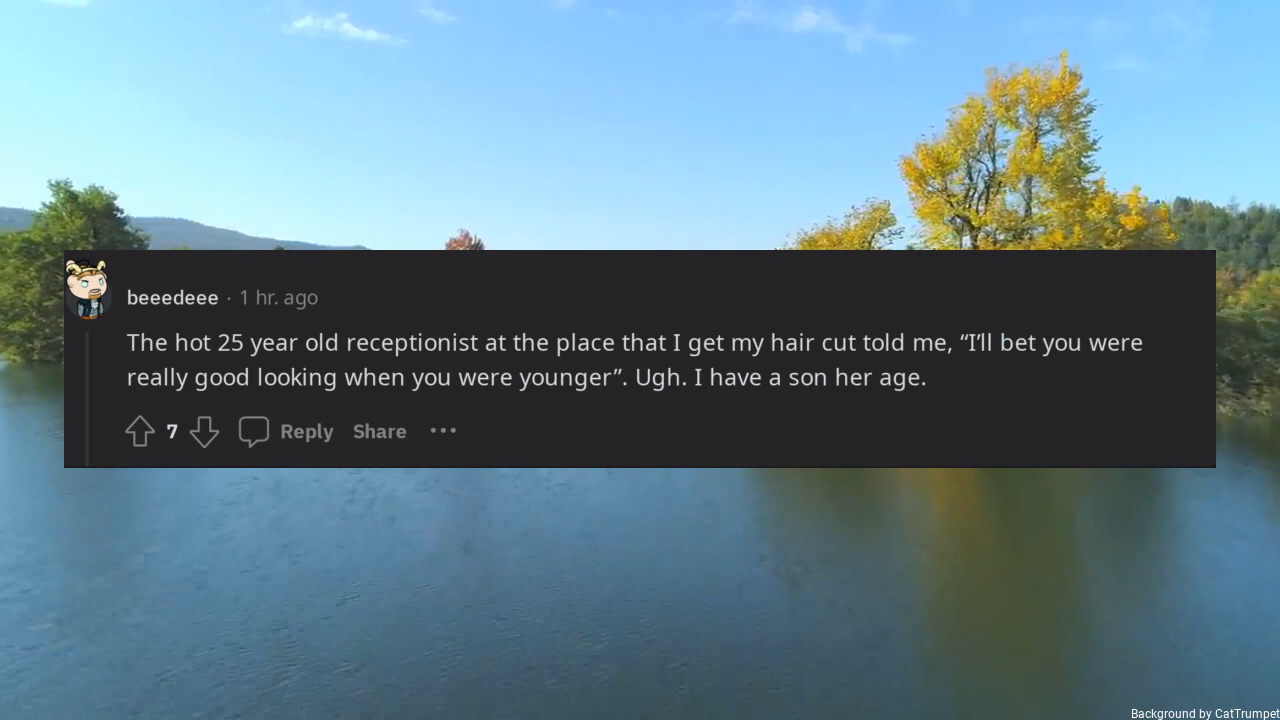 beeedeee · 1 hr. ago
The hot 25 year old receptionist at the place that I get my hair cut told me, “I’ll bet you were
really good looking when you were younger”. Ugh. I have a son her age.
7 Reply Share •••
Background by CatTrumpet